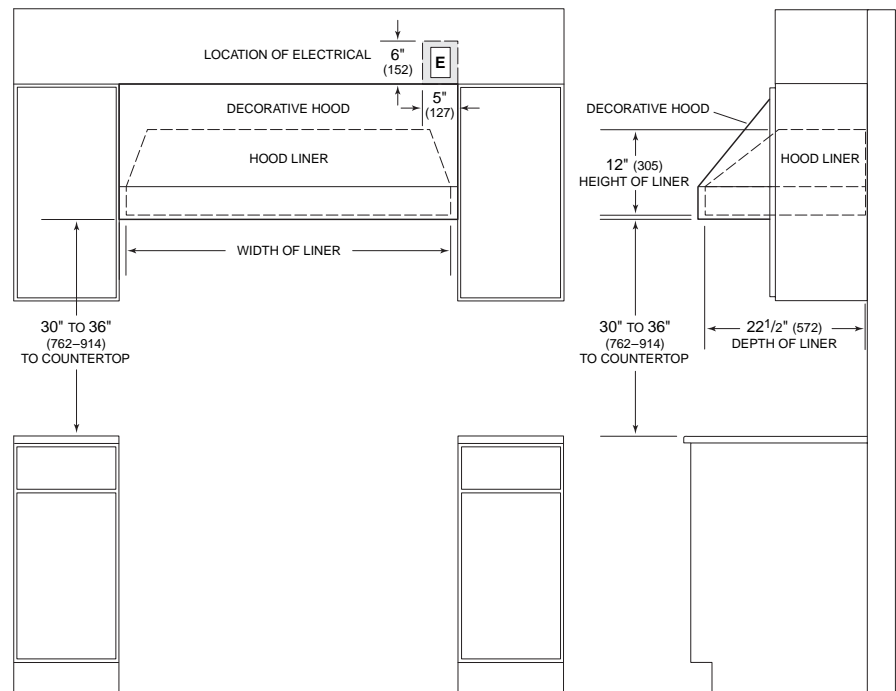 LOCATION OF ELECTRICAL
6"
(152)
E
5"
(127)
DECORATIVE HOOD
HOOD LINER
WIDTH OF LINER
30" TO 36"
(762–914)
TO COUNTERTOP
DECORATIVE HOOD
HOOD LINER
12" (305)
HEIGHT OF LINER
30" TO 36"
(762–914)
TO COUNTERTOP
22 1/2" (572)
DEPTH OF LINER